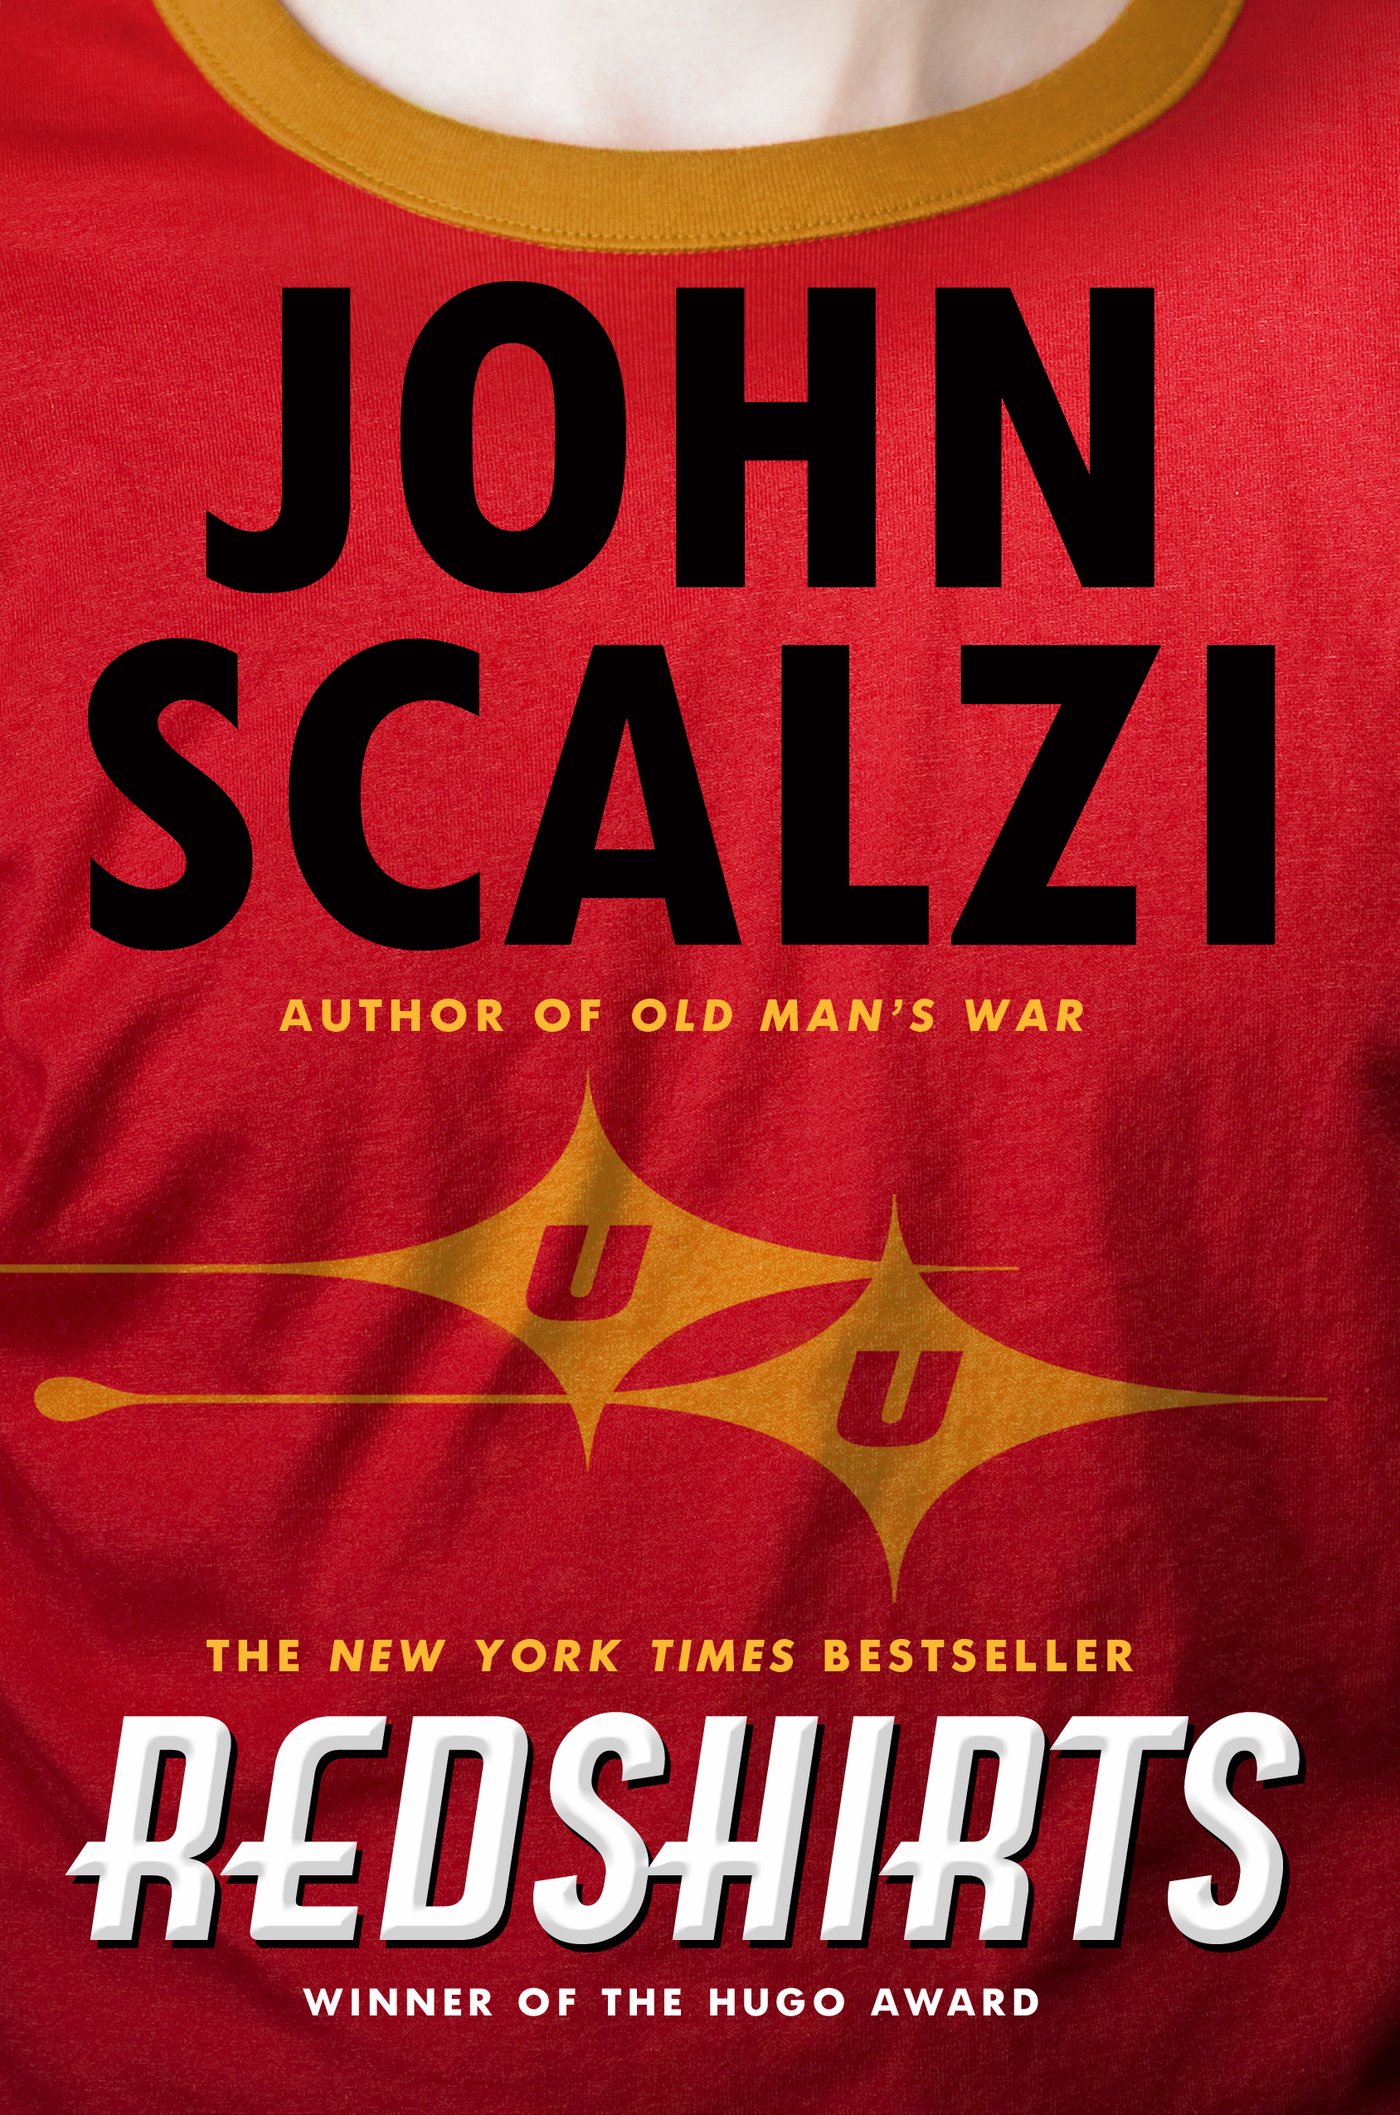 JOHN
SCALZI
AUTHOR OF OLD MAN'S WAR
U
U
THE NEW YORK TIMES BESTSELLER
REDSHIRTS
WINNER OF THE HUGO AWARD